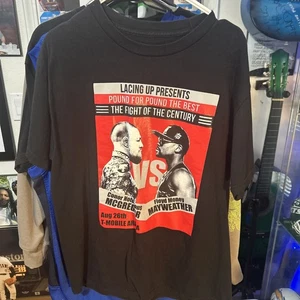 LACING UP PRESENTS
POUND FOR POUND THE BEST
THE FIGHT OF THE CENTURY
VS
Floyd Money
MCGREGOR
MAYWEATHER
Aug 26th
T-MOBILE